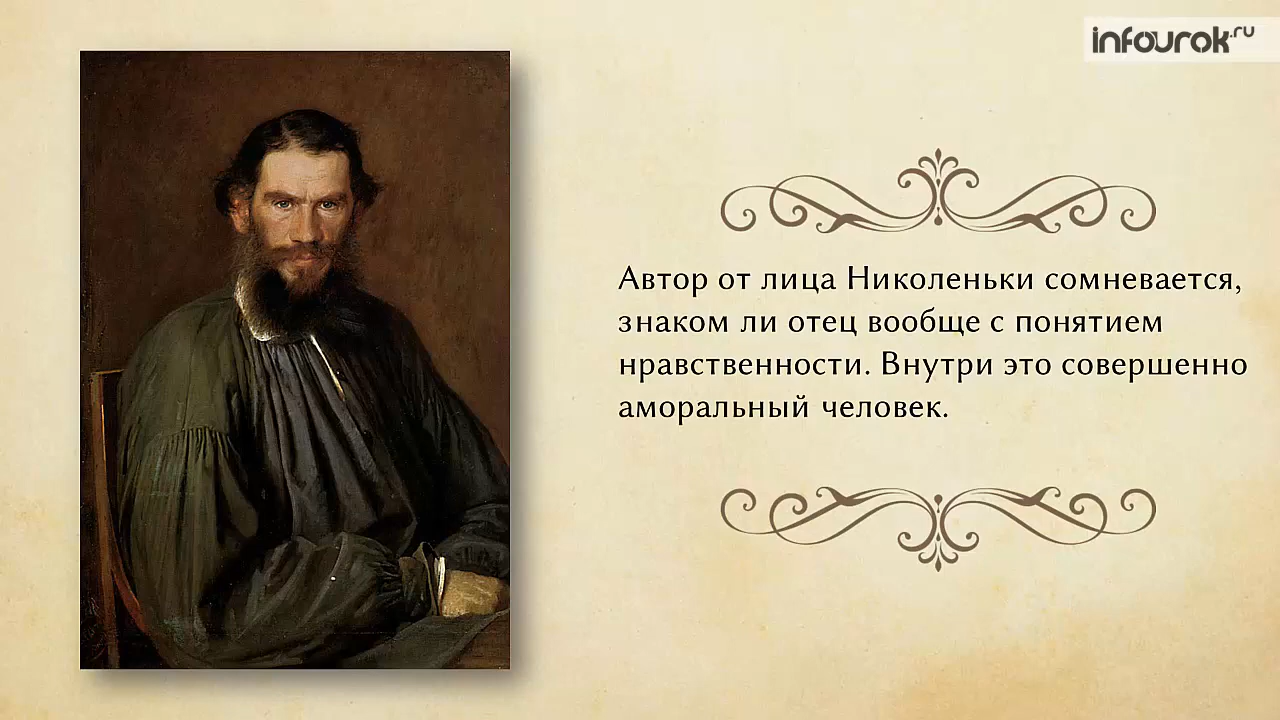 infourok.ru
Автор от лица Николеньки сомневается,
знаком ли отец вообще с понятием
нравственности. Внутри это совершенно
аморальный человек.